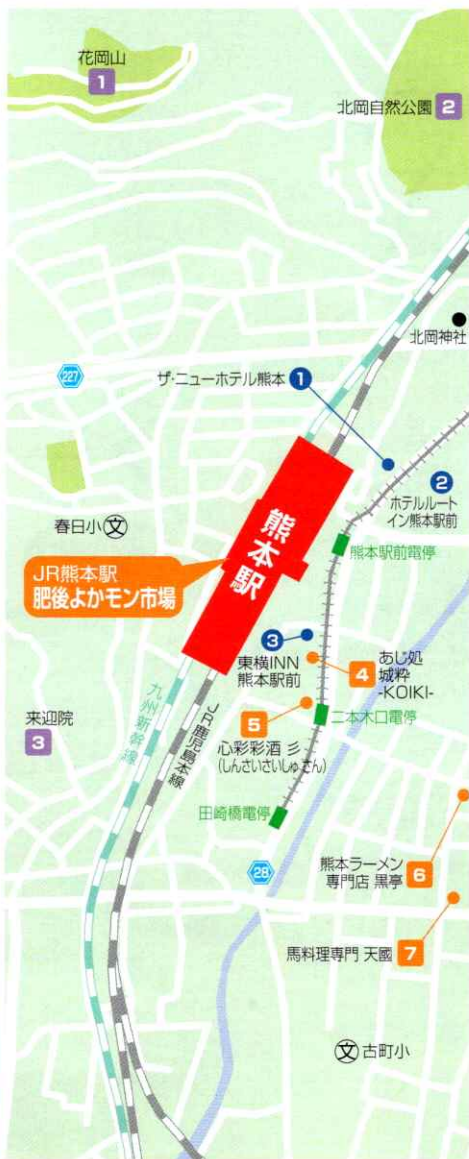 花岡山
1
北岡自然公園 2
北岡神社
227
ザ・ニューホテル熊本 1
2
ホテルルート
イン熊本駅前
熊本駅
春日小 文
熊本駅前電停
JR熊本駅
肥後よかモン市場
3
東横INN
熊本駅前
4
あじ処
城粋
-KOIKI-
来迎院
3
九州新幹線
JR鹿児島本線
5
二本木口電停
心彩彩酒 彡
(しんさいさいしゅ さん)
田崎橋電停
28
熊本ラーメン
専門店 黒亭 6
馬料理専門 天國 7
文 古町小